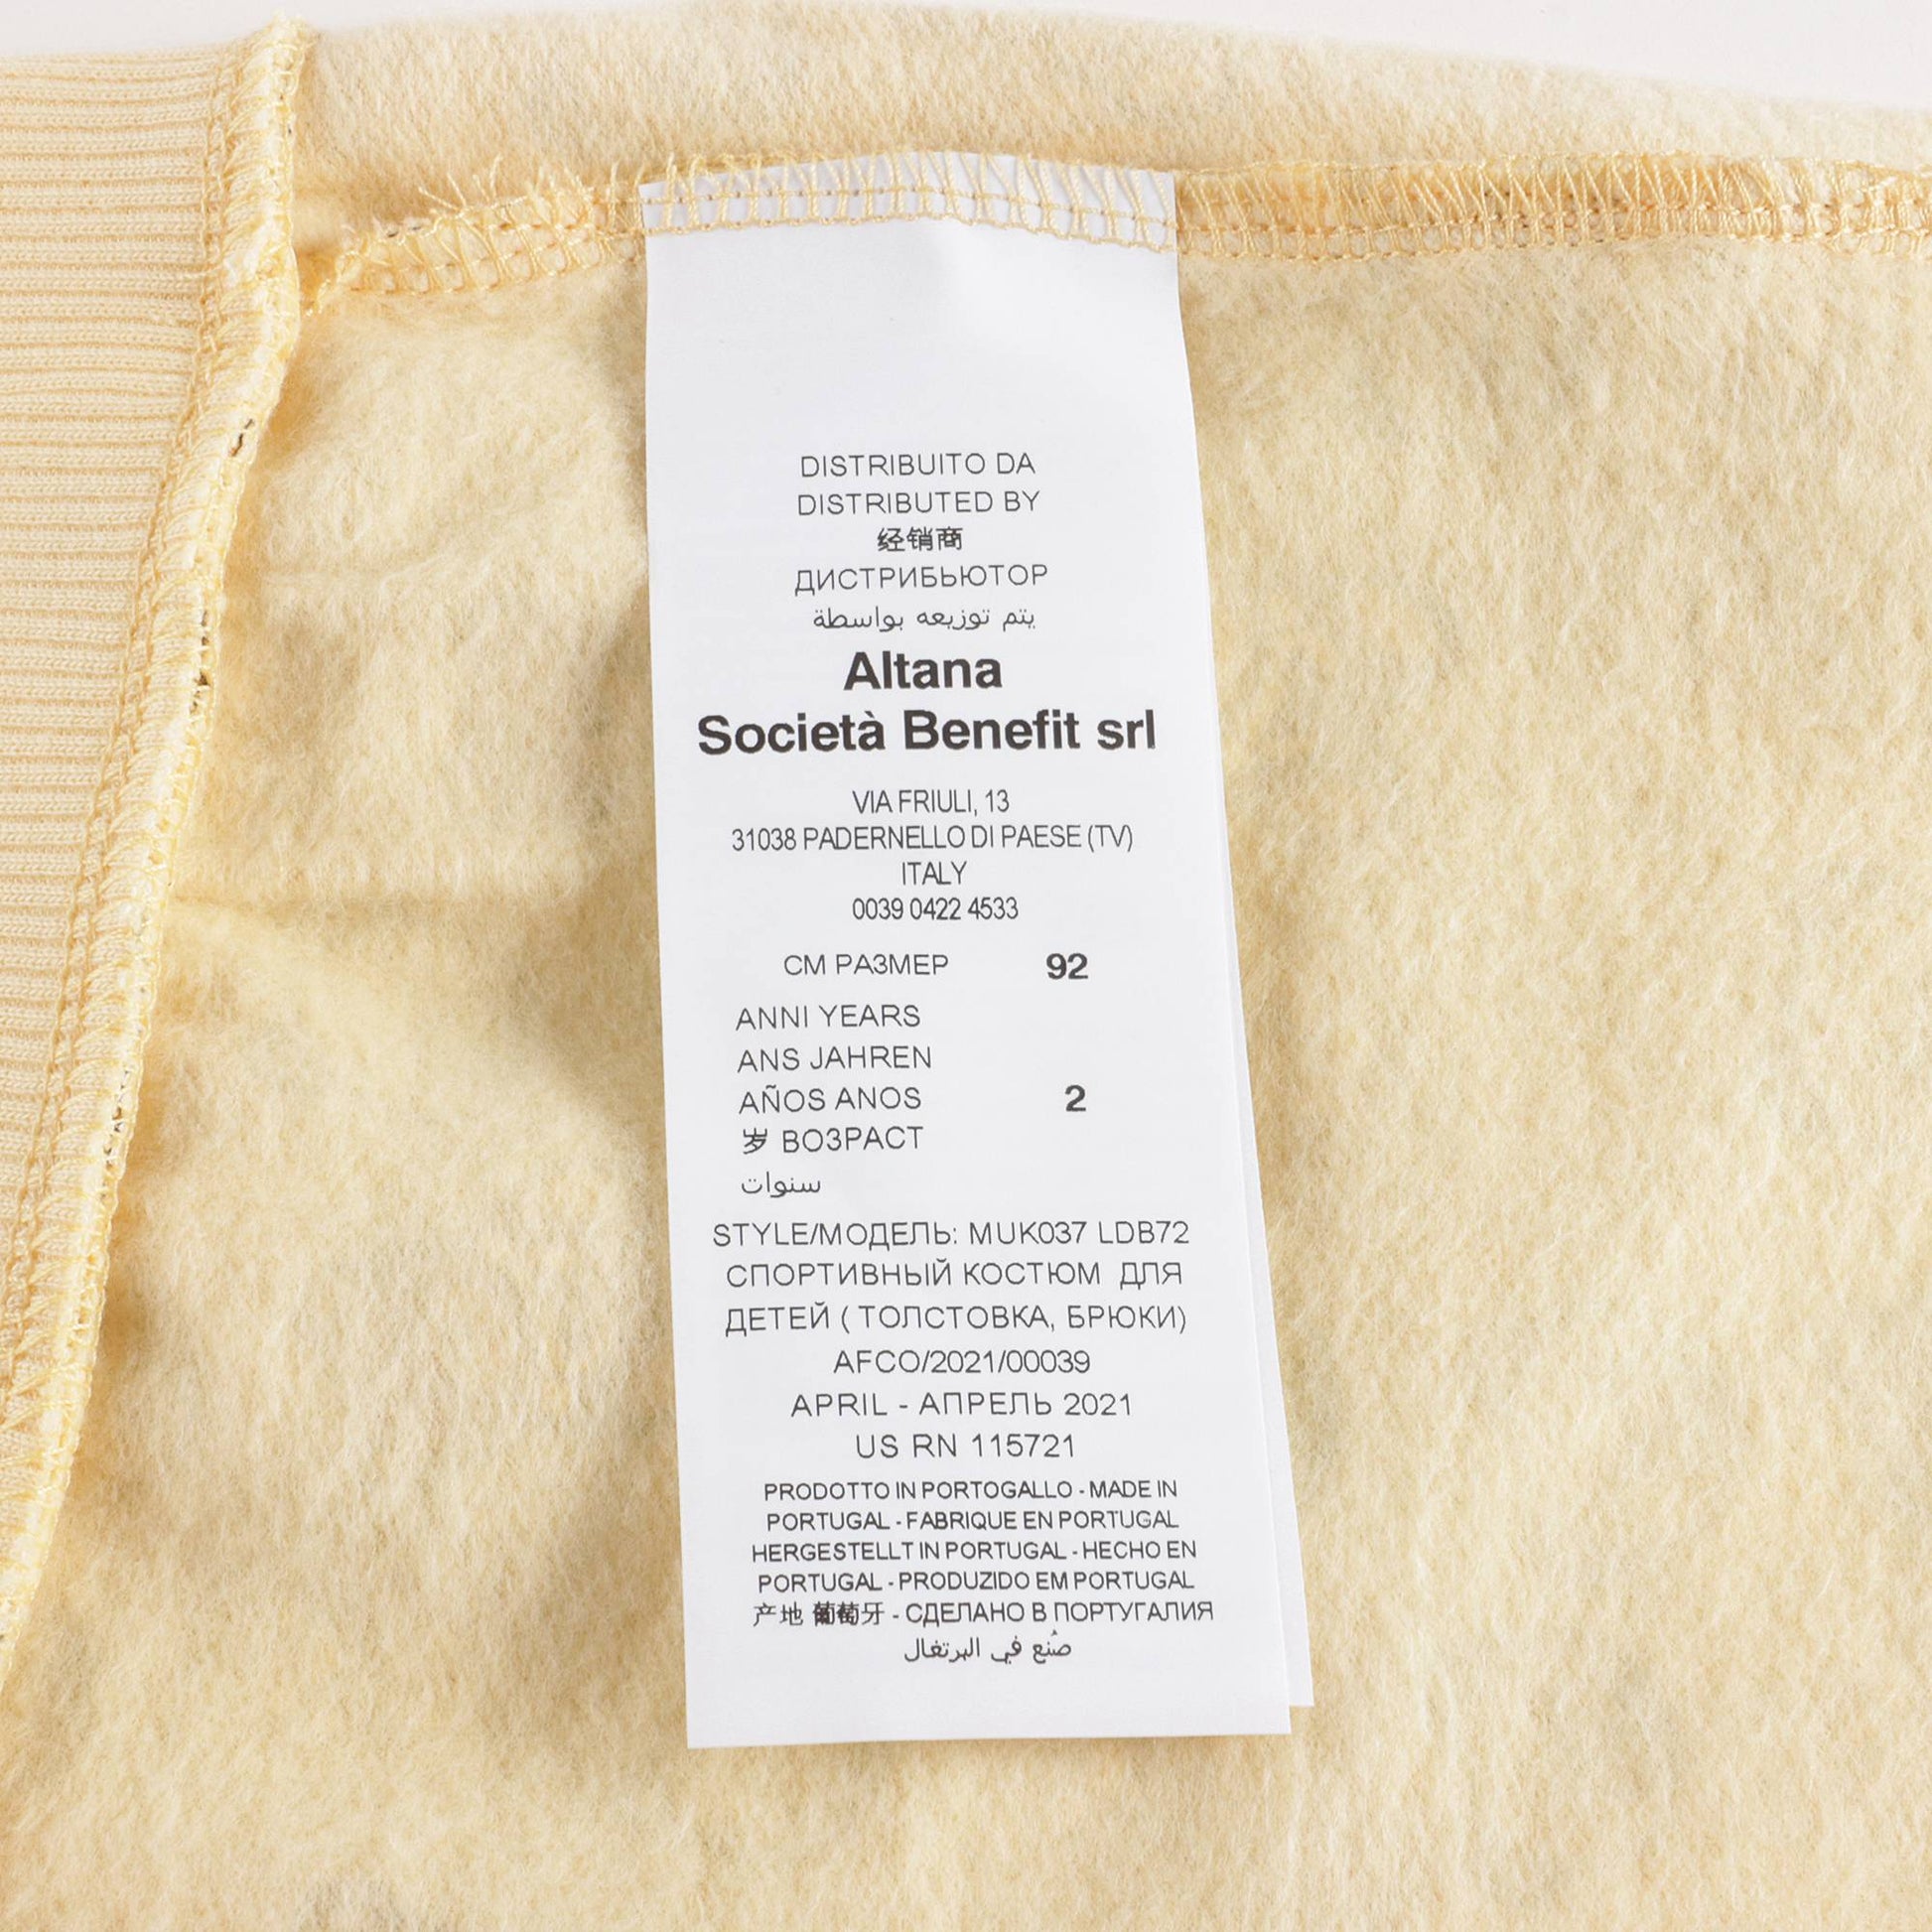 DISTRIBUITO DA
DISTRIBUTED BY
经销商
ДИСТРИБЬЮТОР
يتم توزيعه بواسطة
Altana
Società Benefit srl
VIA FRIULI, 13
31038 PADERNELLO DI PAESE (TV)
ITALY
0039 0422 4533
СМ РАЗМЕР 92
ANNI YEARS
ANS JAHREN
AÑOS ANOS 2
岁 ВОЗРАСТ
سنوات
STYLE/МОДЕЛЬ: MUK037 LDB72
СПОРТИВНЫЙ КОСТЮМ ДЛЯ
ДЕТЕЙ ( ТОЛСТОВКА, БРЮКИ)
AFCO/2021/00039
APRIL - АПРЕЛЬ 2021
US RN 115721
PRODOTTO IN PORTOGALLO - MADE IN
PORTUGAL - FABRIQUE EN PORTUGAL
HERGESTELLT IN PORTUGAL - HECHO EN
PORTUGAL - PRODUZIDO EM PORTUGAL
产地 葡萄牙 - СДЕЛАНО В ПОРТУГАЛИЯ
صُنع في البرتغال